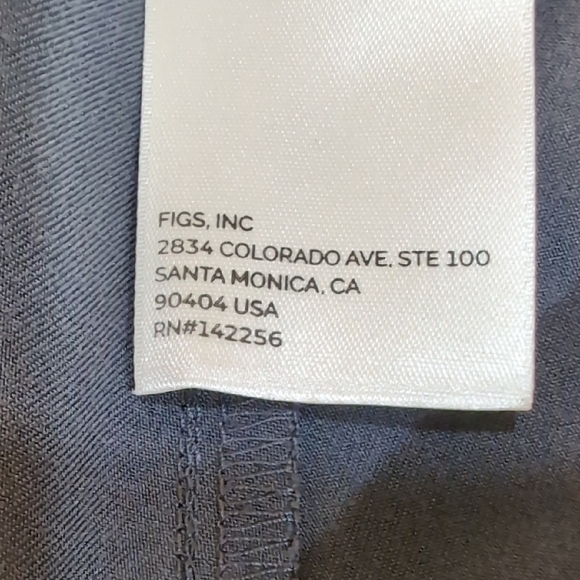 FIGS, INC
2834 COLORADO AVE, STE 100
SANTA MONICA, CA
90404 USA
RN#142256